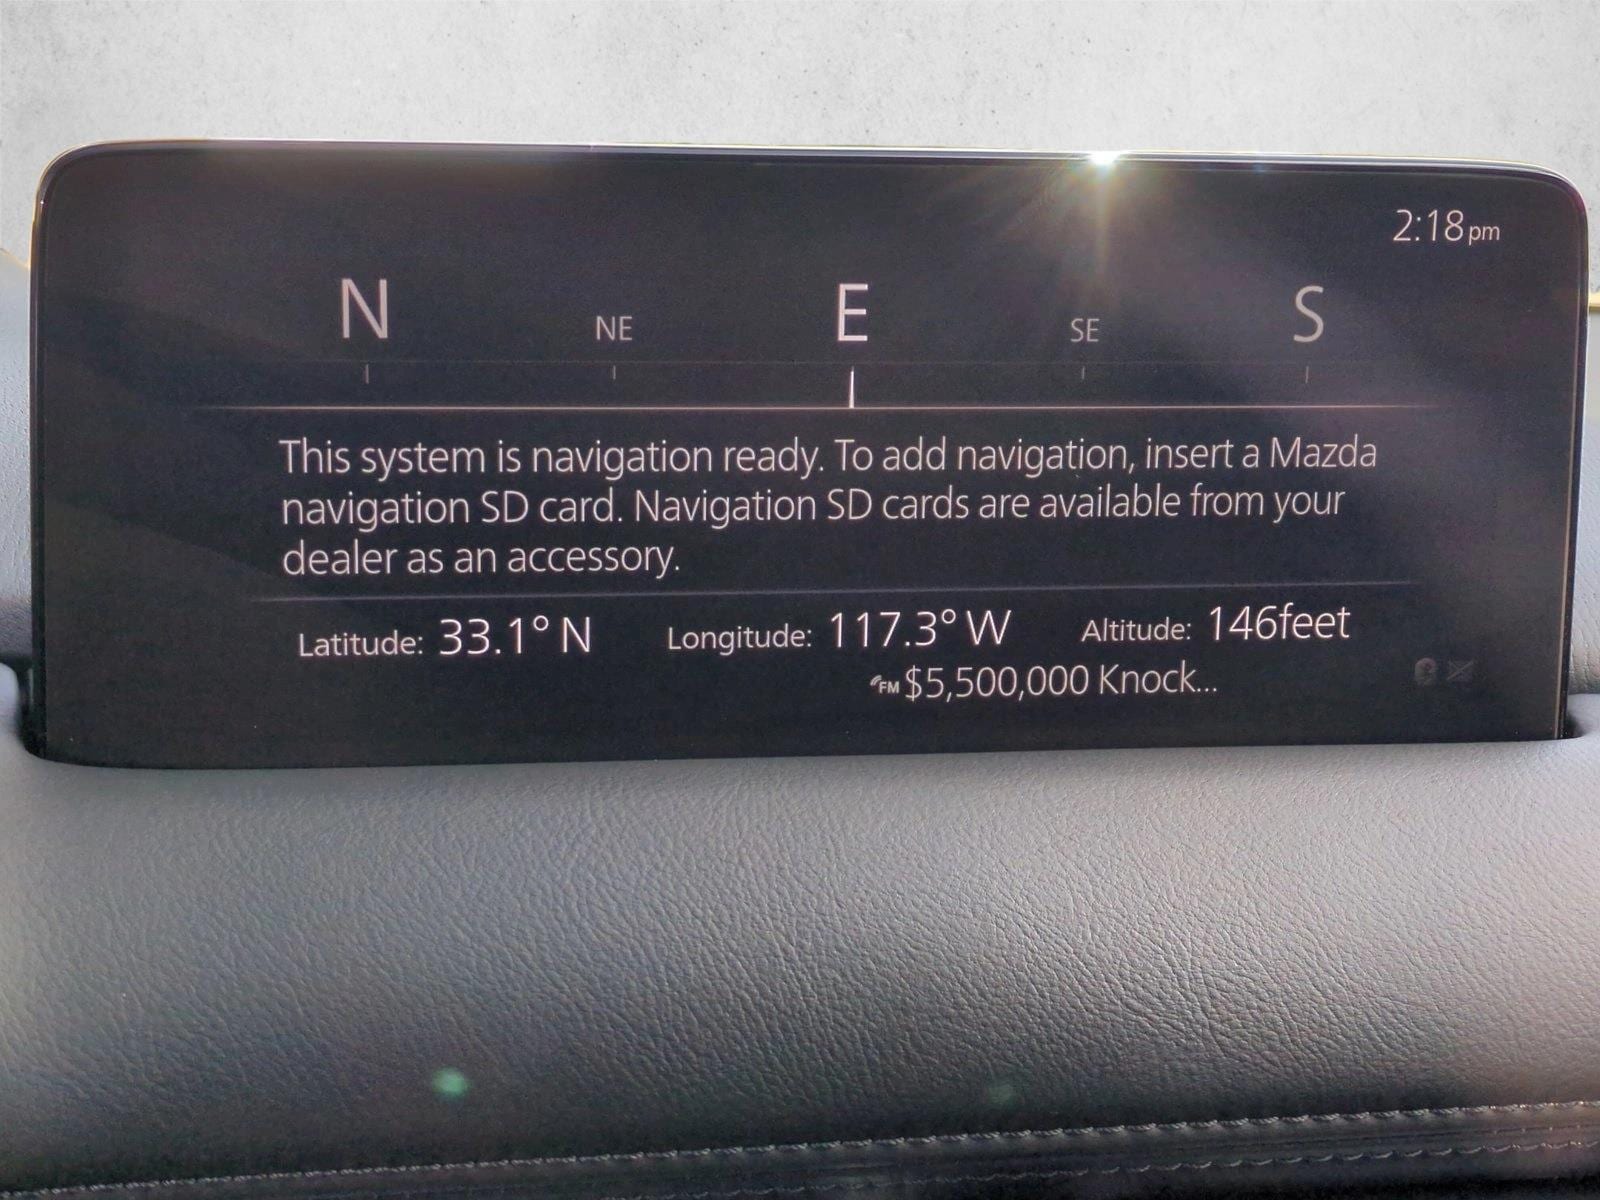 2:18pm
N NE E SE S
This system is navigation ready. To add navigation, insert a Mazda
navigation SD card. Navigation SD cards are available from your
dealer as an accessory.
Latitude: 33.1° N Longitude: 117.3° W Altitude: 146feet
FM $5,500,000 Knock...